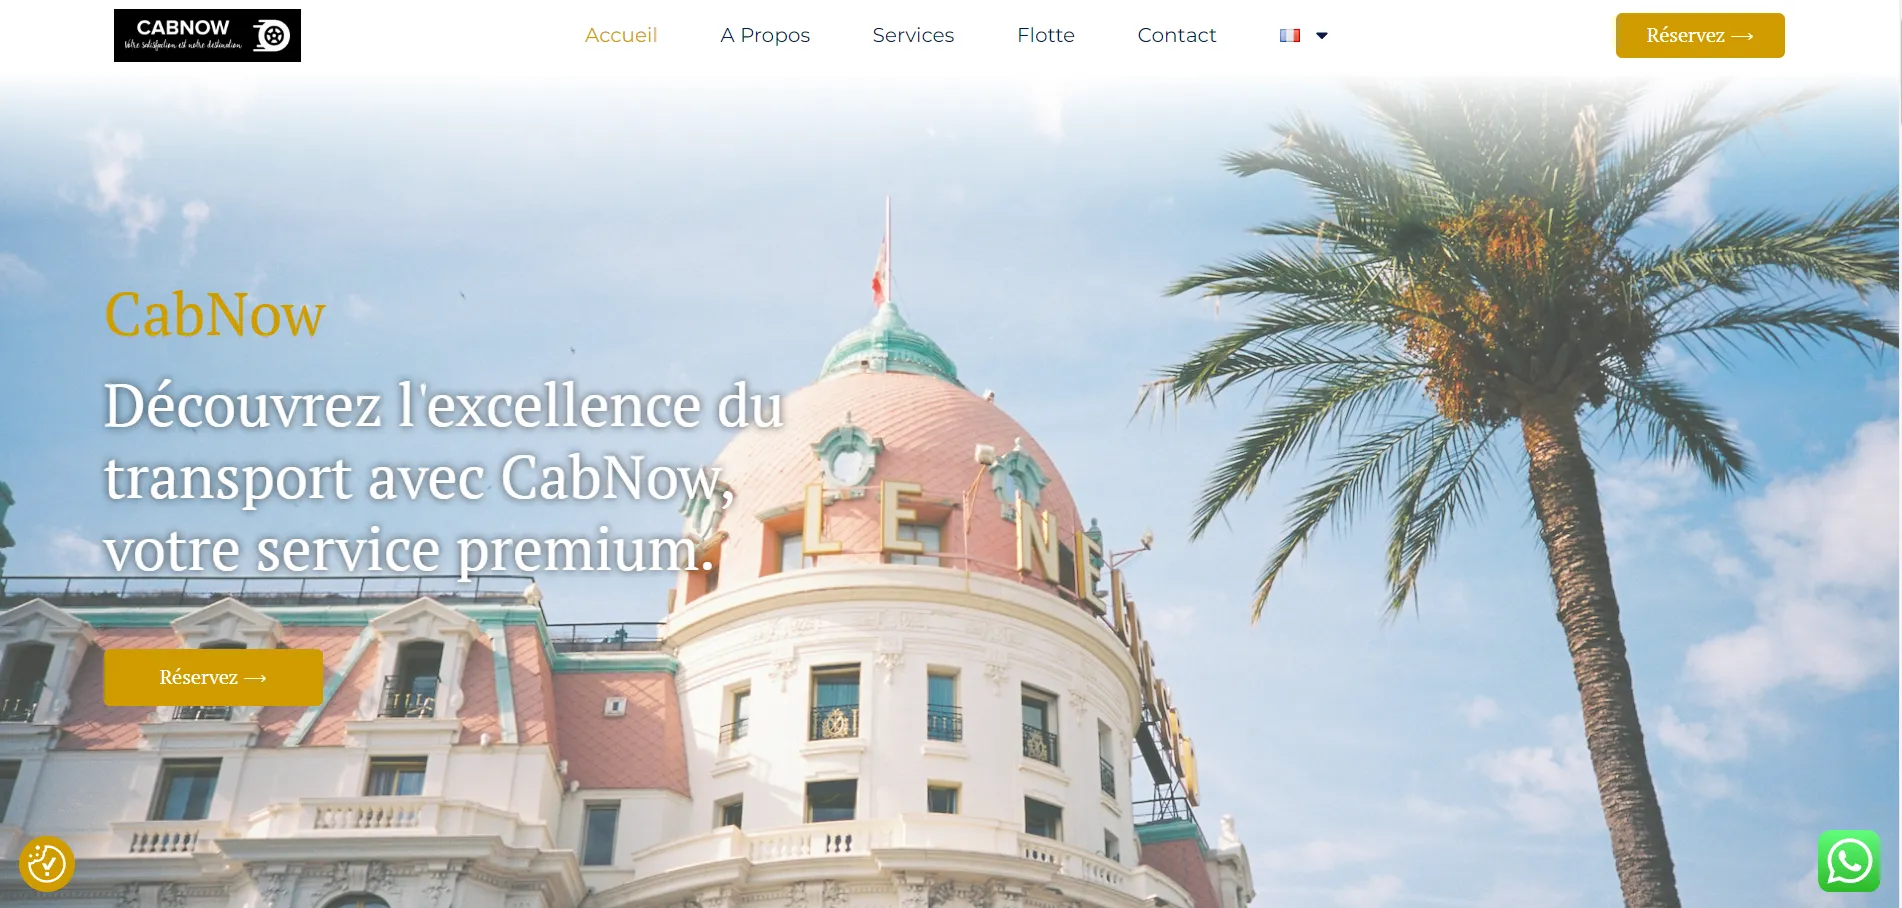 CABNOW
Votre satisfaction est notre destination
Accueil
A Propos
Services
Flotte
Contact
Réservez ⟶
CabNow
Découvrez l'excellence du
transport avec CabNow,
votre service premium.
LE NE
Réservez ⟶